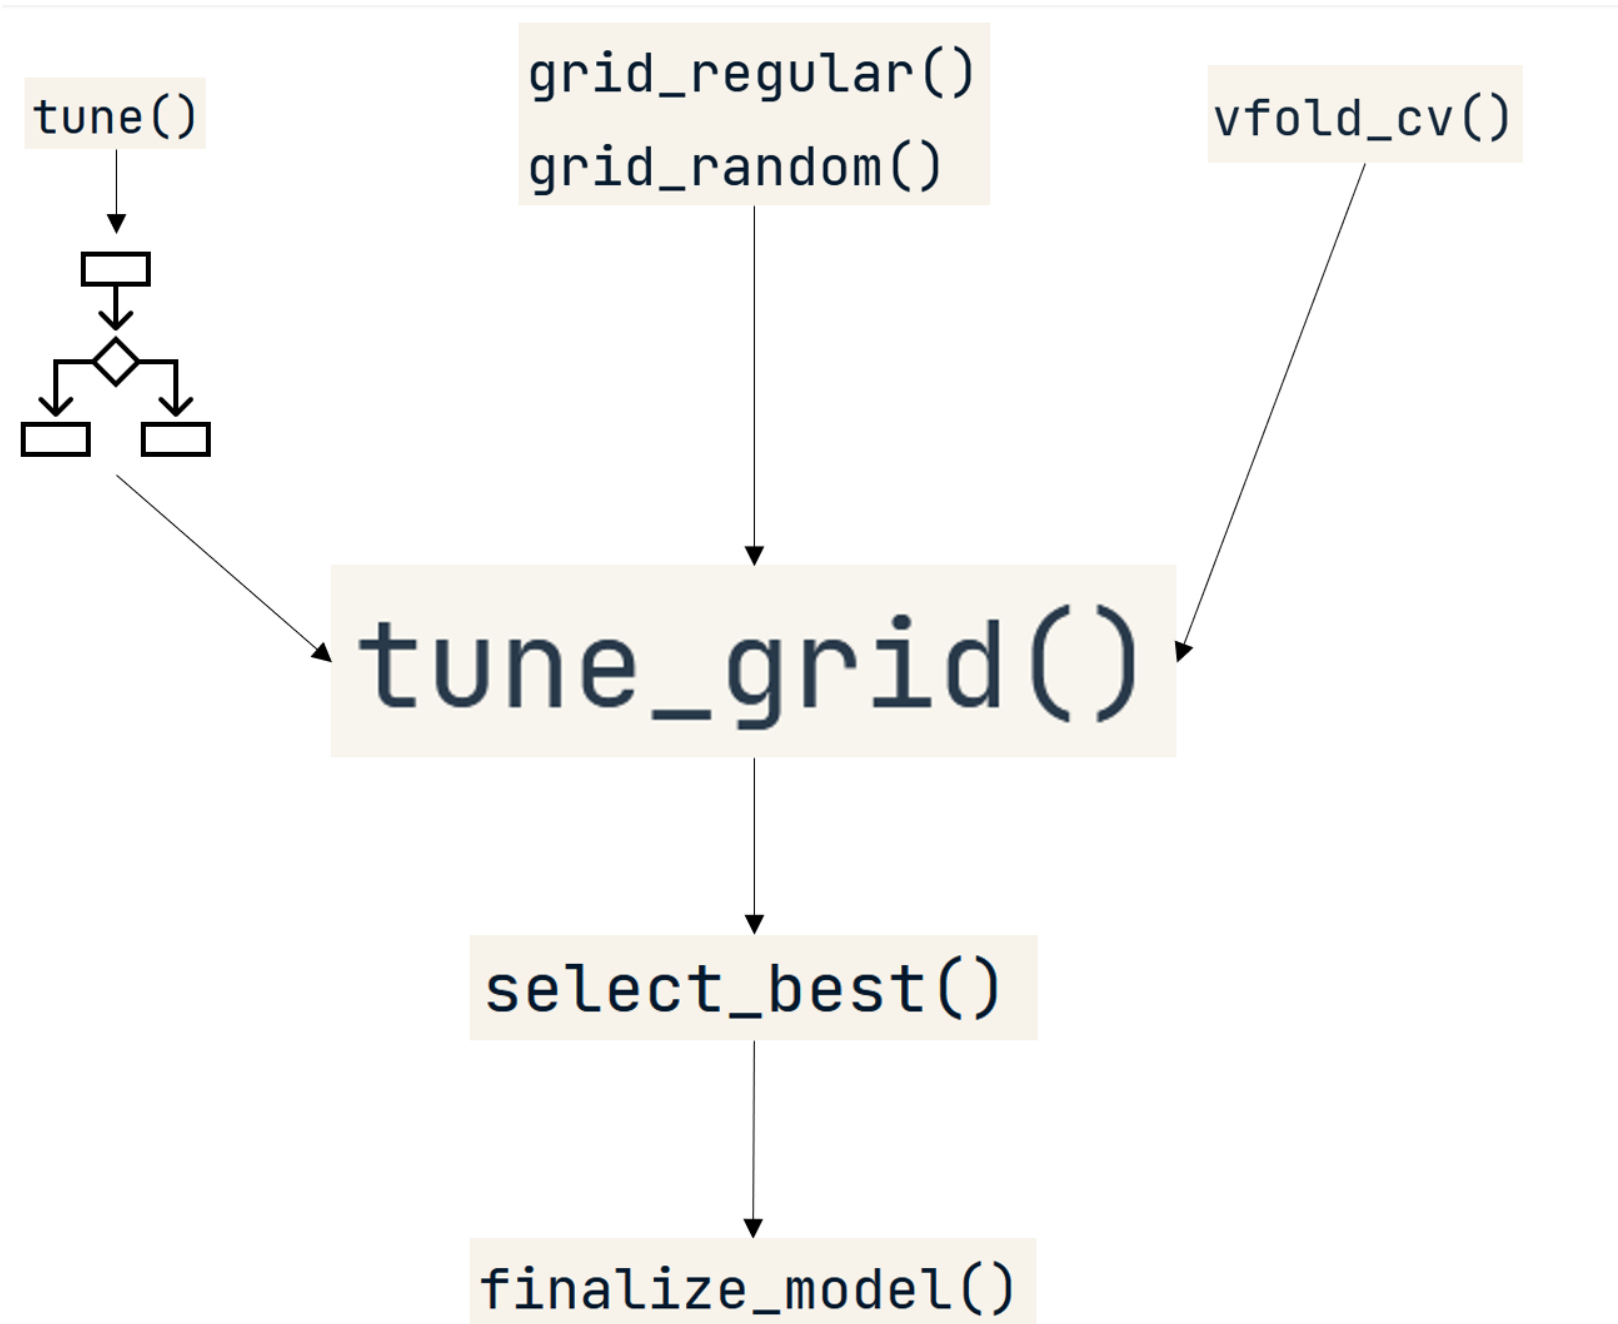 tune()
grid_regular()
grid_random()
vfold_cv()
tune_grid()
select_best()
finalize_model()